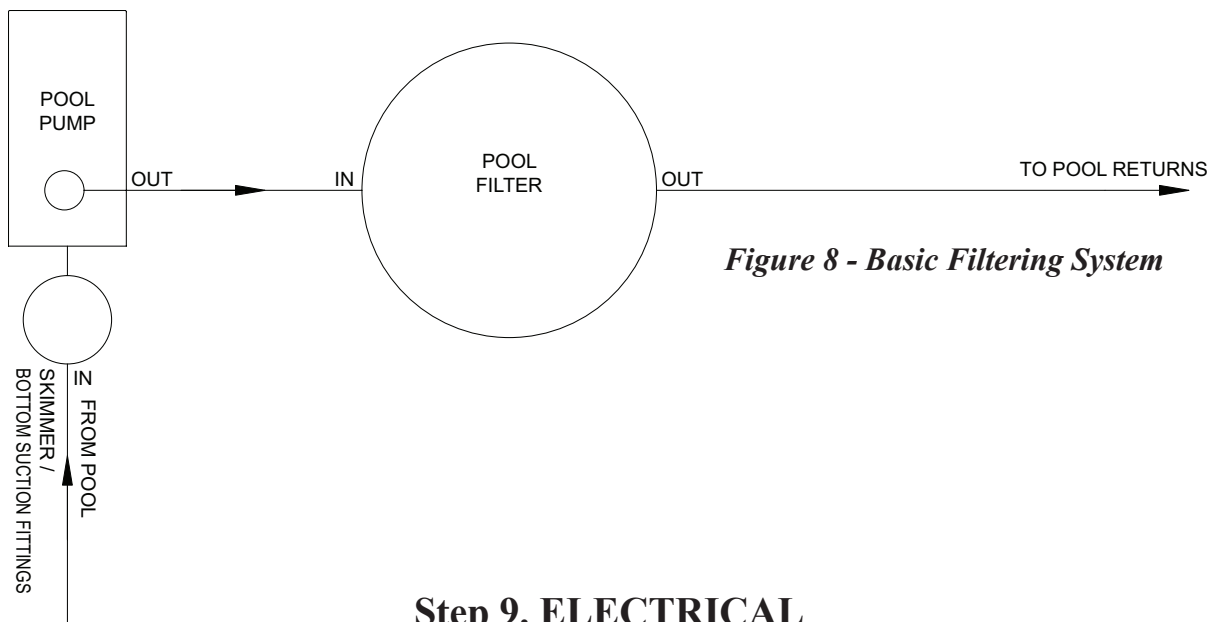 POOL
PUMP
OUT
IN
POOL
FILTER
OUT
TO POOL RETURNS
Figure 8 - Basic Filtering System
IN
FROM POOL
SKIMMER /
BOTTOM SUCTION FITTINGS
Step 9. ELECTRICAL